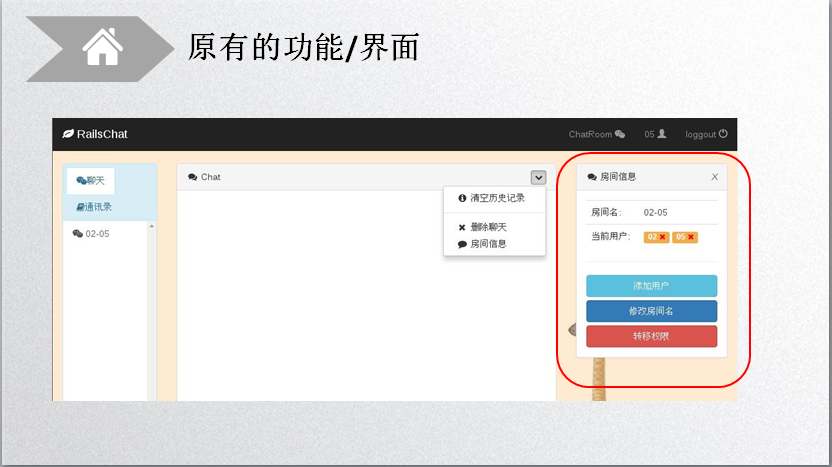 原有的功能/界面
RailsChat
ChatRoom
05
loggout
聊天
通讯录
02-05
Chat
清空历史记录
删除聊天
房间信息
房间信息
X
房间名:
02-05
当前用户:
02 ×
05 ×
添加用户
修改房间名
转移权限